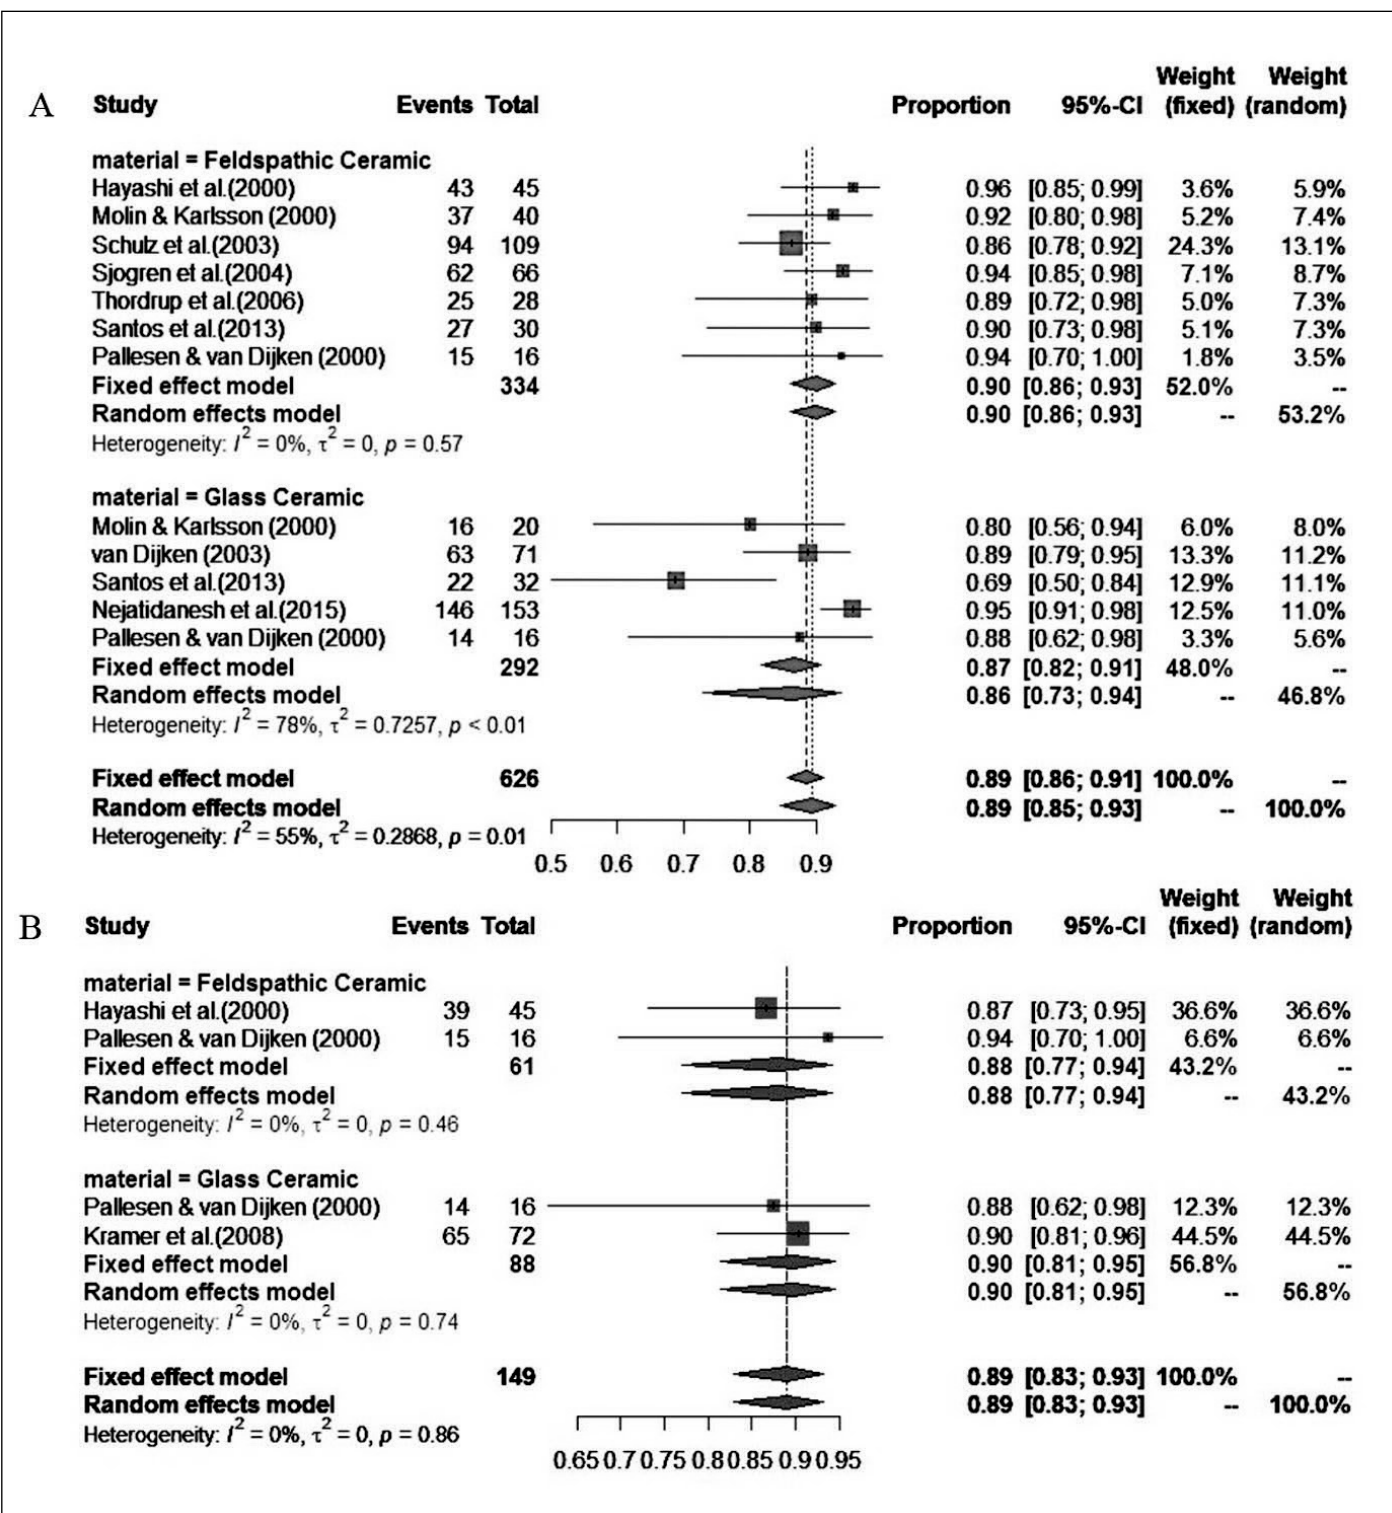 Weight Weight
A Study Events Total Proportion 95%-CI (fixed) (random)
material = Feldspathic Ceramic
Hayashi et al.(2000) 43 45 0.96 [0.85; 0.99] 3.6% 5.9%
Molin & Karlsson (2000) 37 40 0.92 [0.80; 0.98] 5.2% 7.4%
Schulz et al.(2003) 94 109 0.86 [0.78; 0.92] 24.3% 13.1%
Sjogren et al.(2004) 62 66 0.94 [0.85; 0.98] 7.1% 8.7%
Thordrup et al.(2006) 25 28 0.89 [0.72; 0.98] 5.0% 7.3%
Santos et al.(2013) 27 30 0.90 [0.73; 0.98] 5.1% 7.3%
Pallesen & van Dijken (2000) 15 16 0.94 [0.70; 1.00] 1.8% 3.5%
Fixed effect model 334 0.90 [0.86; 0.93] 52.0% --
Random effects model 0.90 [0.86; 0.93] -- 53.2%
Heterogeneity: I² = 0%, τ² = 0, p = 0.57
material = Glass Ceramic
Molin & Karlsson (2000) 16 20 0.80 [0.56; 0.94] 6.0% 8.0%
van Dijken (2003) 63 71 0.89 [0.79; 0.95] 13.3% 11.2%
Santos et al.(2013) 22 32 0.69 [0.50; 0.84] 12.9% 11.1%
Nejatidanesh et al.(2015) 146 153 0.95 [0.91; 0.98] 12.5% 11.0%
Pallesen & van Dijken (2000) 14 16 0.88 [0.62; 0.98] 3.3% 5.6%
Fixed effect model 292 0.87 [0.82; 0.91] 48.0% --
Random effects model 0.86 [0.73; 0.94] -- 46.8%
Heterogeneity: I² = 78%, τ² = 0.7257, p < 0.01
Fixed effect model 626 0.89 [0.86; 0.91] 100.0% --
Random effects model 0.89 [0.85; 0.93] -- 100.0%
Heterogeneity: I² = 55%, τ² = 0.2868, p = 0.01
0.5 0.6 0.7 0.8 0.9
Weight Weight
B Study Events Total Proportion 95%-CI (fixed) (random)
material = Feldspathic Ceramic
Hayashi et al.(2000) 39 45 0.87 [0.73; 0.95] 36.6% 36.6%
Pallesen & van Dijken (2000) 15 16 0.94 [0.70; 1.00] 6.6% 6.6%
Fixed effect model 61 0.88 [0.77; 0.94] 43.2% --
Random effects model 0.88 [0.77; 0.94] -- 43.2%
Heterogeneity: I² = 0%, τ² = 0, p = 0.46
material = Glass Ceramic
Pallesen & van Dijken (2000) 14 16 0.88 [0.62; 0.98] 12.3% 12.3%
Kramer et al.(2008) 65 72 0.90 [0.81; 0.96] 44.5% 44.5%
Fixed effect model 88 0.90 [0.81; 0.95] 56.8% --
Random effects model 0.90 [0.81; 0.95] -- 56.8%
Heterogeneity: I² = 0%, τ² = 0, p = 0.74
Fixed effect model 149 0.89 [0.83; 0.93] 100.0% --
Random effects model 0.89 [0.83; 0.93] -- 100.0%
Heterogeneity: I² = 0%, τ² = 0, p = 0.86
0.65 0.7 0.75 0.8 0.85 0.9 0.95